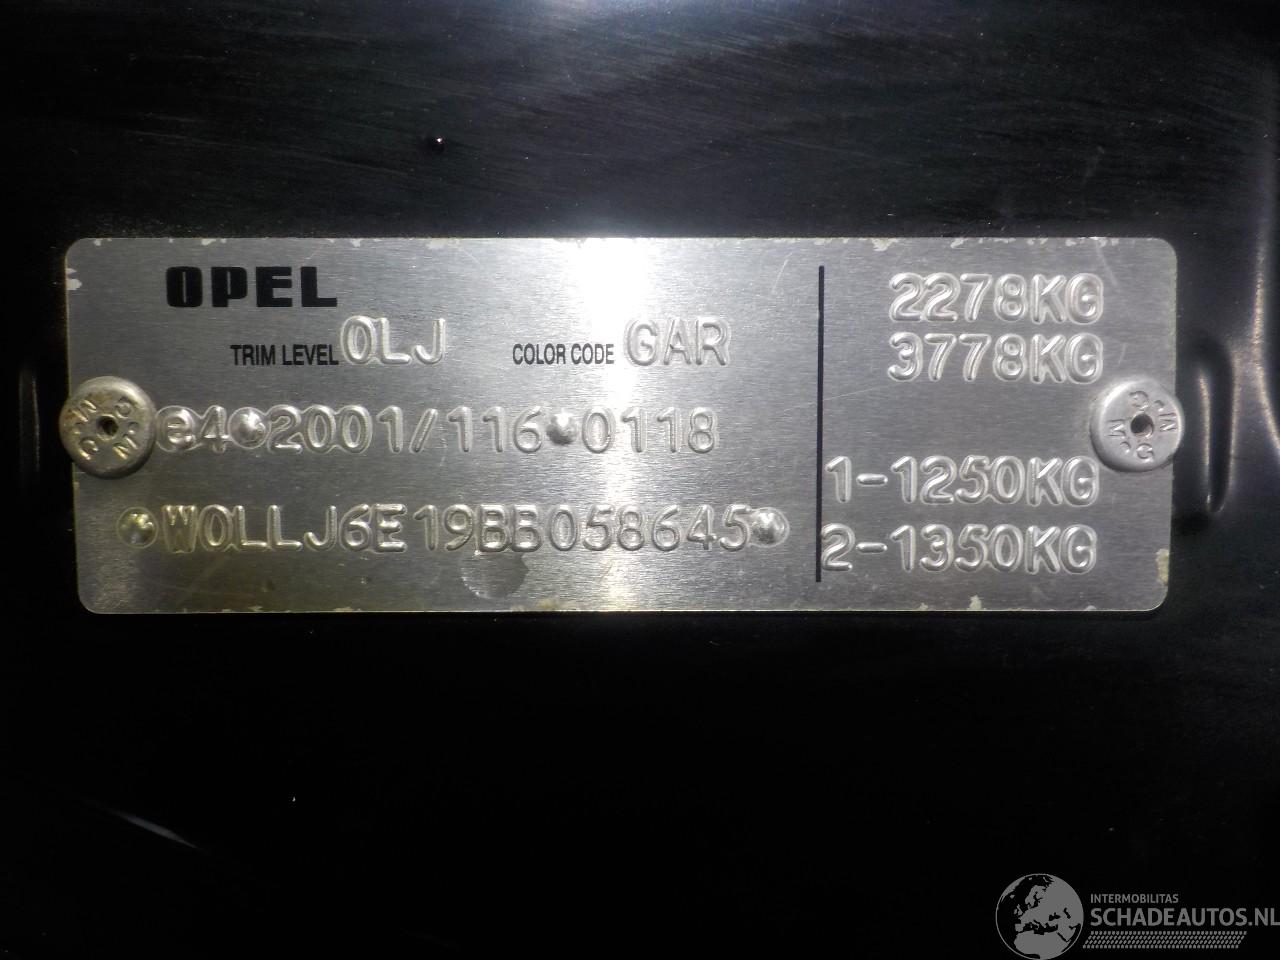 OPEL
TRIM LEVEL 0LJ COLOR CODE GAR
e4*2001/116*0118
*W0LLJ6E19BB058645*
2278KG
3778KG
1-1250KG
2-1350KG
INTERMOBILITAS
SCHADEAUTOS.NL